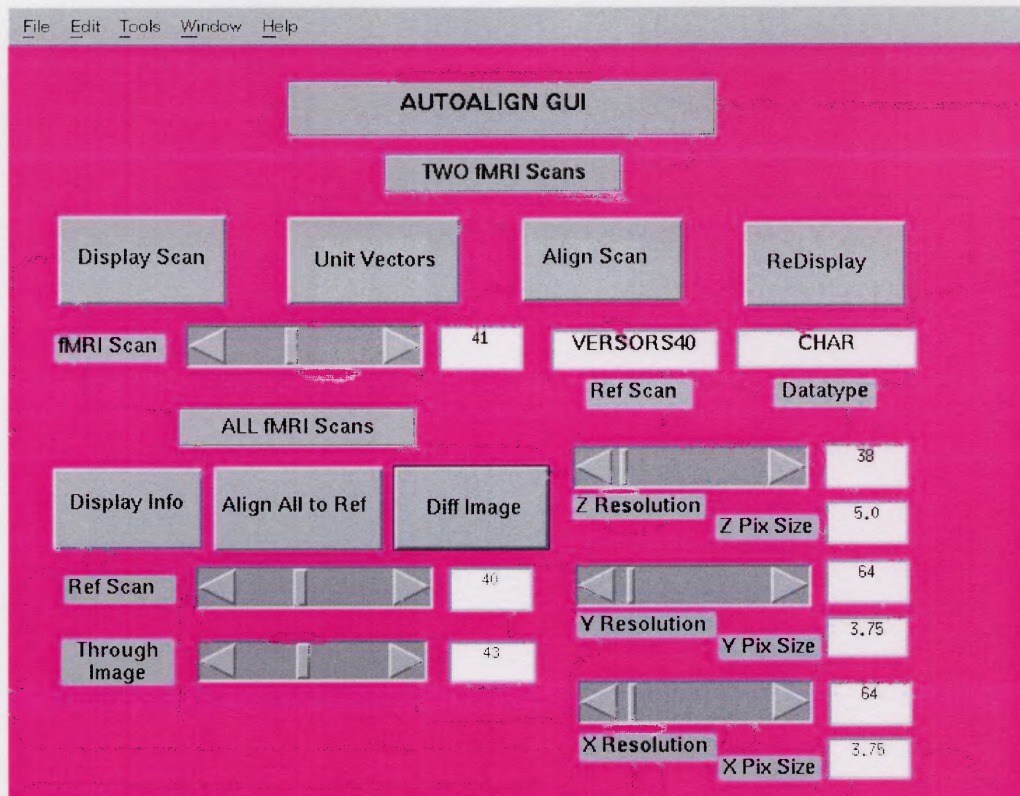 File Edit Tools Window Help
AUTOALIGN GUI
TWO fMRI Scans
Display Scan
Unit Vectors
Align Scan
ReDisplay
fMRI Scan
41
VERSORS40
CHAR
Ref Scan
Datatype
ALL fMRI Scans
Display Info
Align All to Ref
Diff Image
38
Z Resolution
Z Pix Size
5.0
Ref Scan
40
64
Y Resolution
Y Pix Size
3.75
Through
Image
43
64
X Resolution
X Pix Size
3.75